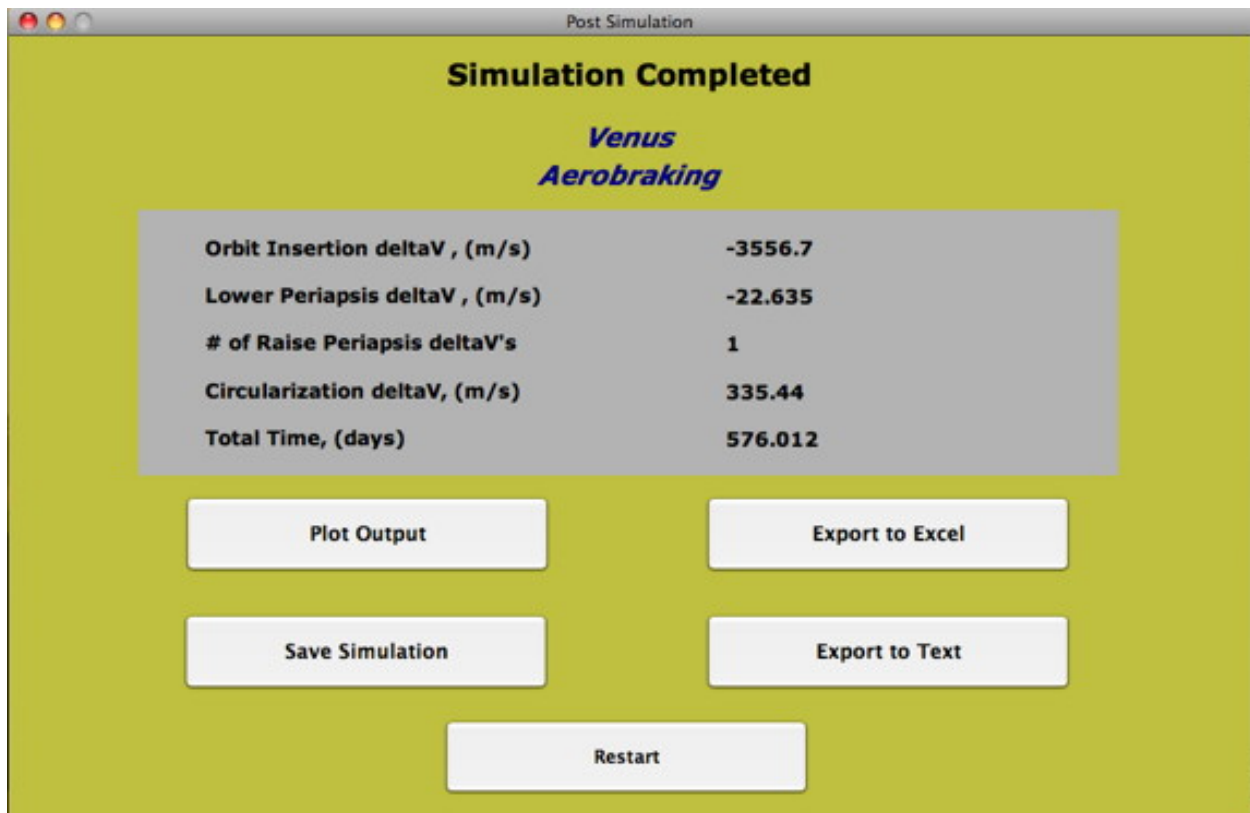 Post Simulation
Simulation Completed
Venus
Aerobraking
Orbit Insertion deltaV , (m/s) -3556.7
Lower Periapsis deltaV , (m/s) -22.635
# of Raise Periapsis deltaV's 1
Circularization deltaV, (m/s) 335.44
Total Time, (days) 576.012
Plot Output Export to Excel
Save Simulation Export to Text
Restart